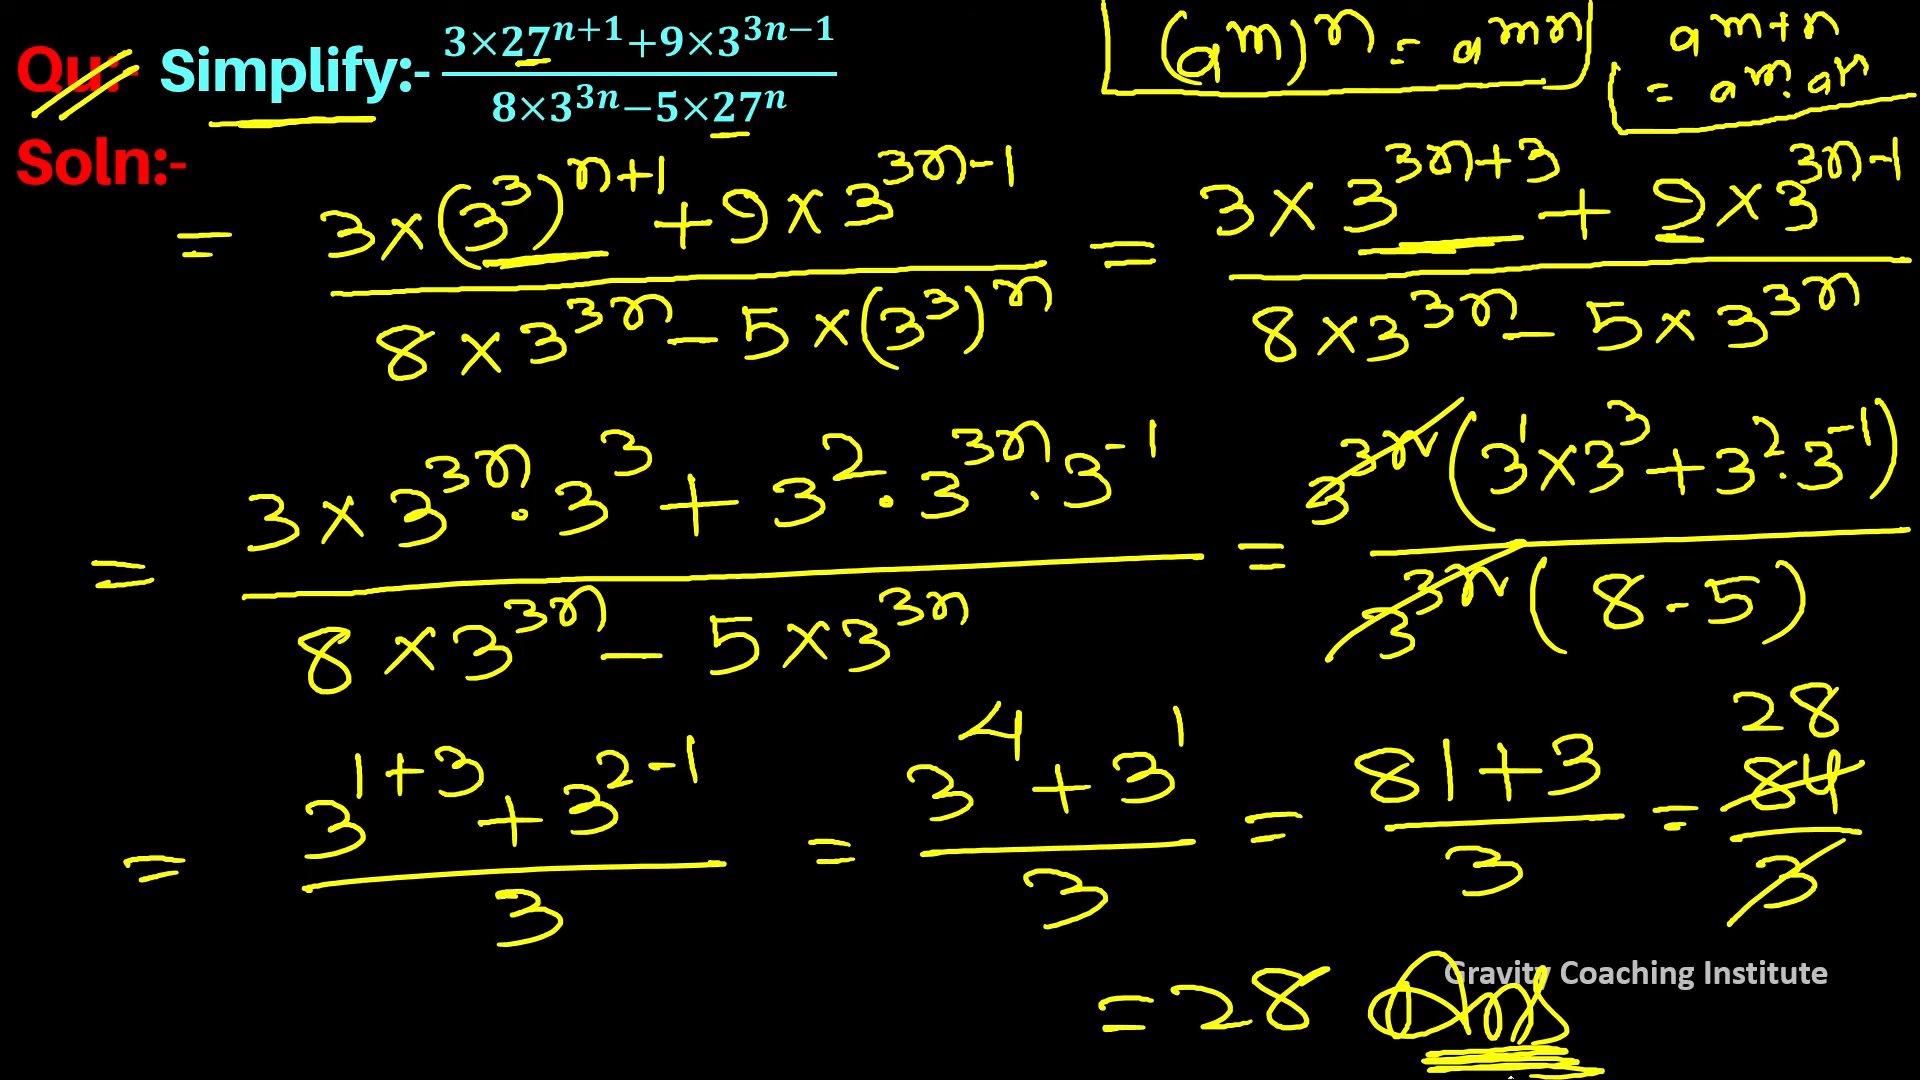 Qu:- Simplify:- (3×27^{n+1}+9×3^{3n−1})/(8×3^{3n}−5×27^n)
(a^m)^n = a^{mn}
a^{m+n}
= a^m . a^n
Soln:-
= (3×(3^3)^{n+1} + 9×3^{3n-1})/(8×3^{3n} - 5×(3^3)^n) = (3×3^{3n+3} + 9×3^{3n-1})/(8×3^{3n} - 5×3^{3n})
= (3×3^{3n}.3^3 + 3^2.3^{3n}.3^{-1})/(8×3^{3n} - 5×3^{3n}) = (3^{3n}(3^1×3^3+3^2.3^{-1}))/(3^{3n}(8-5))
= (3^{1+3} + 3^{2-1})/3 = (3^4+3^1)/3 = (81+3)/3 = 84/3 28
Gravity Coaching Institute
= 28 Ans